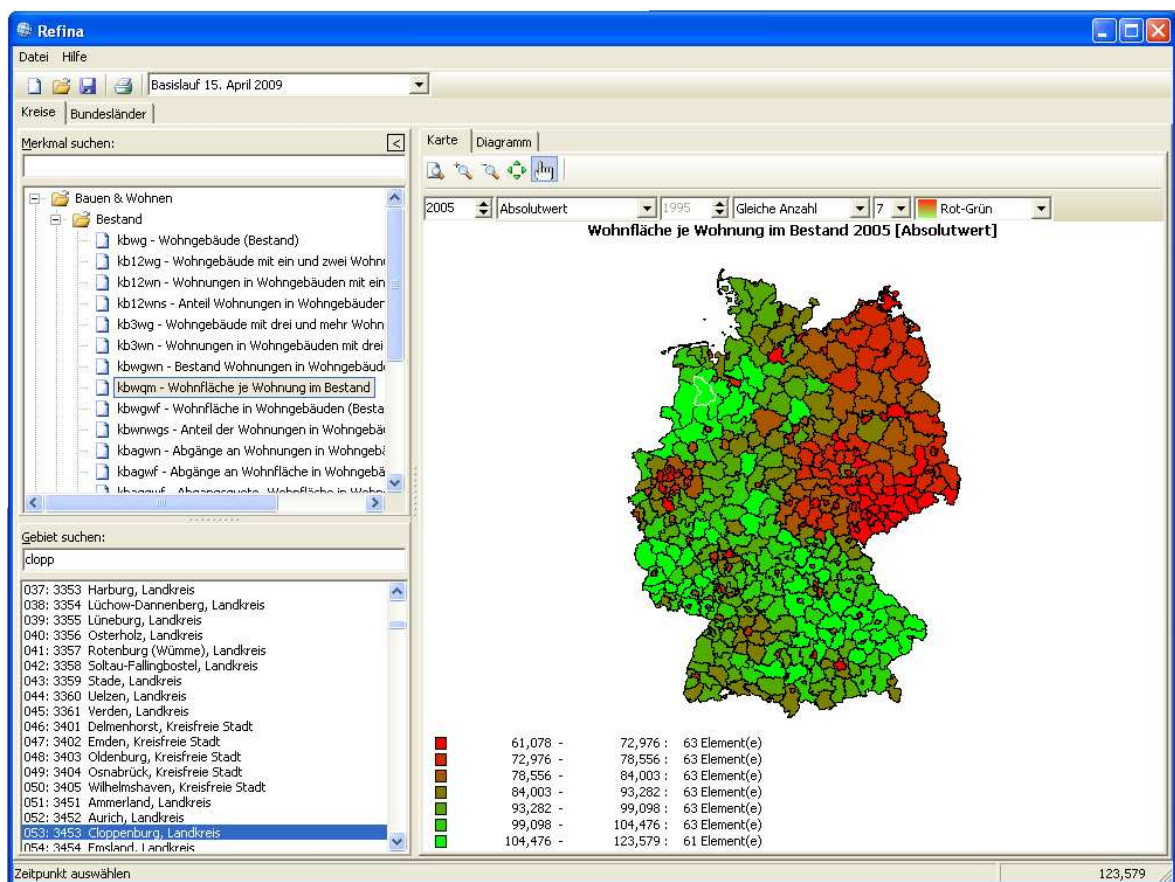 Refina
Datei Hilfe
Basislauf 15. April 2009
Kreise Bundesländer
Merkmal suchen:
<
Bauen & Wohnen
Bestand
kbwg - Wohngebäude (Bestand)
kb12wg - Wohngebäude mit ein und zwei Wohnu
kb12wn - Wohnungen in Wohngebäuden mit ein
kb12wns - Anteil Wohnungen in Wohngebäuden
kb3wg - Wohngebäude mit drei und mehr Wohn
kb3wn - Wohnungen in Wohngebäuden mit drei
kbwgwn - Bestand Wohnungen in Wohngebäude
kbwqm - Wohnfläche je Wohnung im Bestand
kbwgwf - Wohnfläche in Wohngebäuden (Besta
kbwnwgs - Anteil der Wohnungen in Wohngebäu
kbagwn - Abgänge an Wohnungen in Wohngebä
kbagwf - Abgänge an Wohnfläche in Wohngebä
Gebiet suchen:
clopp
037: 3353 Harburg, Landkreis
038: 3354 Lüchow-Dannenberg, Landkreis
039: 3355 Lüneburg, Landkreis
040: 3356 Osterholz, Landkreis
041: 3357 Rotenburg (Wümme), Landkreis
042: 3358 Soltau-Fallingbostel, Landkreis
043: 3359 Stade, Landkreis
044: 3360 Uelzen, Landkreis
045: 3361 Verden, Landkreis
046: 3401 Delmenhorst, Kreisfreie Stadt
047: 3402 Emden, Kreisfreie Stadt
048: 3403 Oldenburg, Kreisfreie Stadt
049: 3404 Osnabrück, Kreisfreie Stadt
050: 3405 Wilhelmshaven, Kreisfreie Stadt
051: 3451 Ammerland, Landkreis
052: 3452 Aurich, Landkreis
053: 3453 Cloppenburg, Landkreis
054: 3454 Emsland, Landkreis
Karte Diagramm
2005 Absolutwert 1995 Gleiche Anzahl 7 Rot-Grün
Wohnfläche je Wohnung im Bestand 2005 [Absolutwert]
61,078 - 72,976 : 63 Element(e)
72,976 - 78,556 : 63 Element(e)
78,556 - 84,003 : 63 Element(e)
84,003 - 93,282 : 63 Element(e)
93,282 - 99,098 : 63 Element(e)
99,098 - 104,476 : 63 Element(e)
104,476 - 123,579 : 61 Element(e)
Zeitpunkt auswählen 123,579